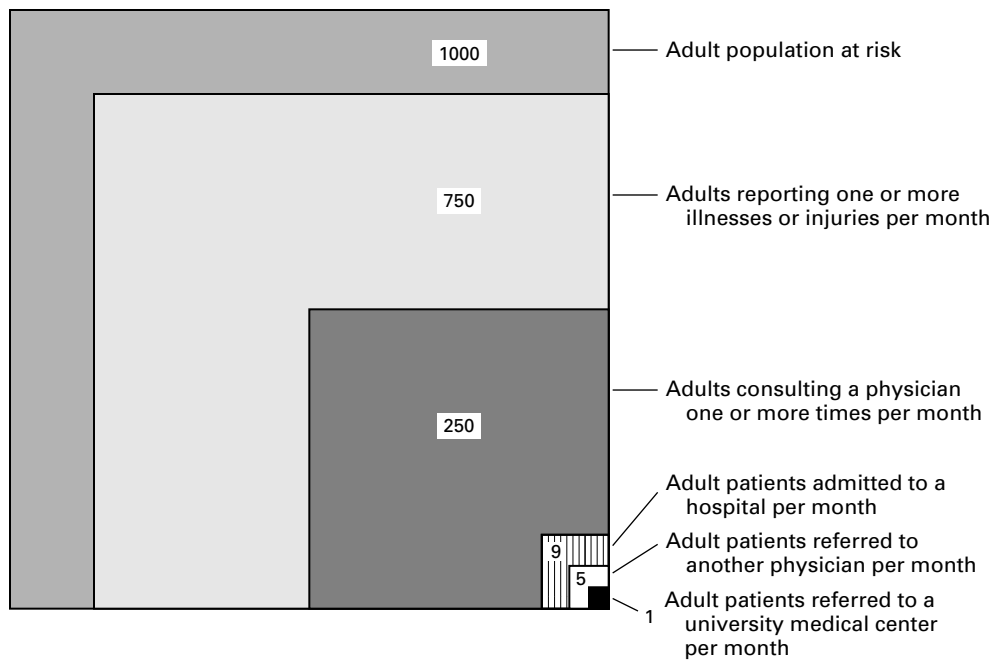 1000
Adult population at risk
750
Adults reporting one or more
illnesses or injuries per month
250
Adults consulting a physician
one or more times per month
Adult patients admitted to a
hospital per month
9
Adult patients referred to
another physician per month
5
1
Adult patients referred to a
university medical center
per month